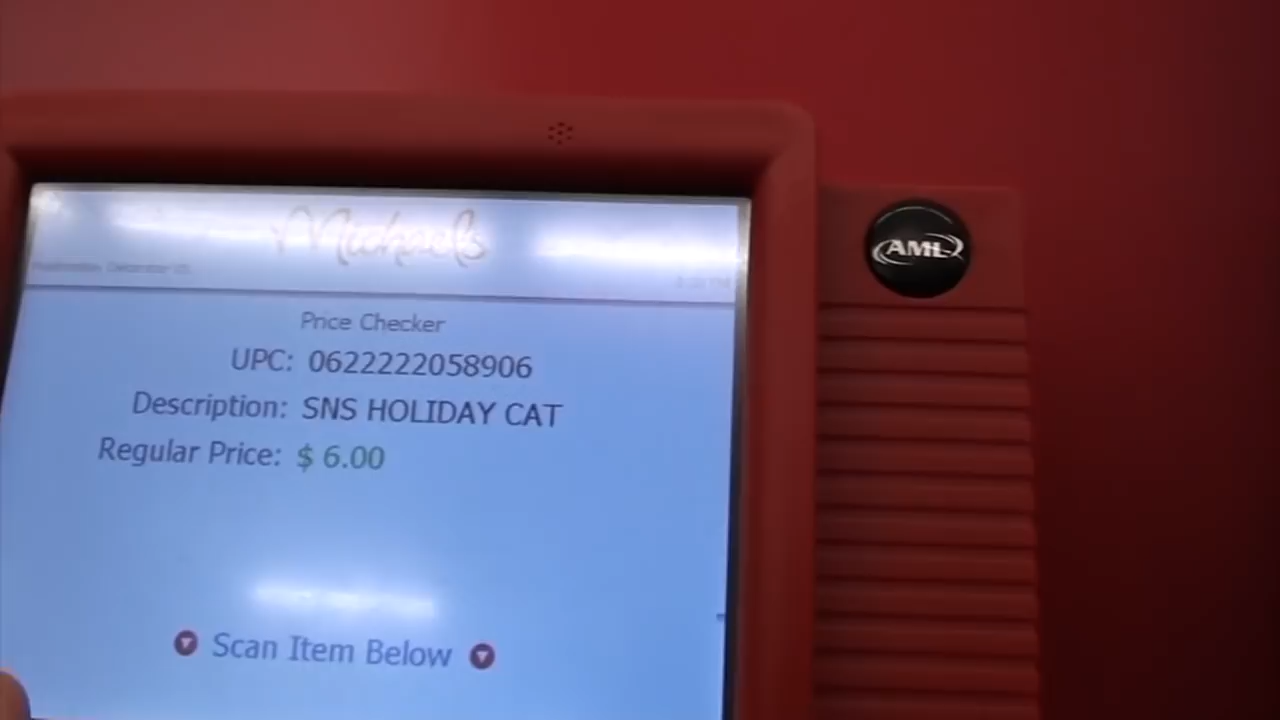 Michaels
Price Checker
UPC: 0622222058906
Description: SNS HOLIDAY CAT
Regular Price: $ 6.00
Scan Item Below
AML